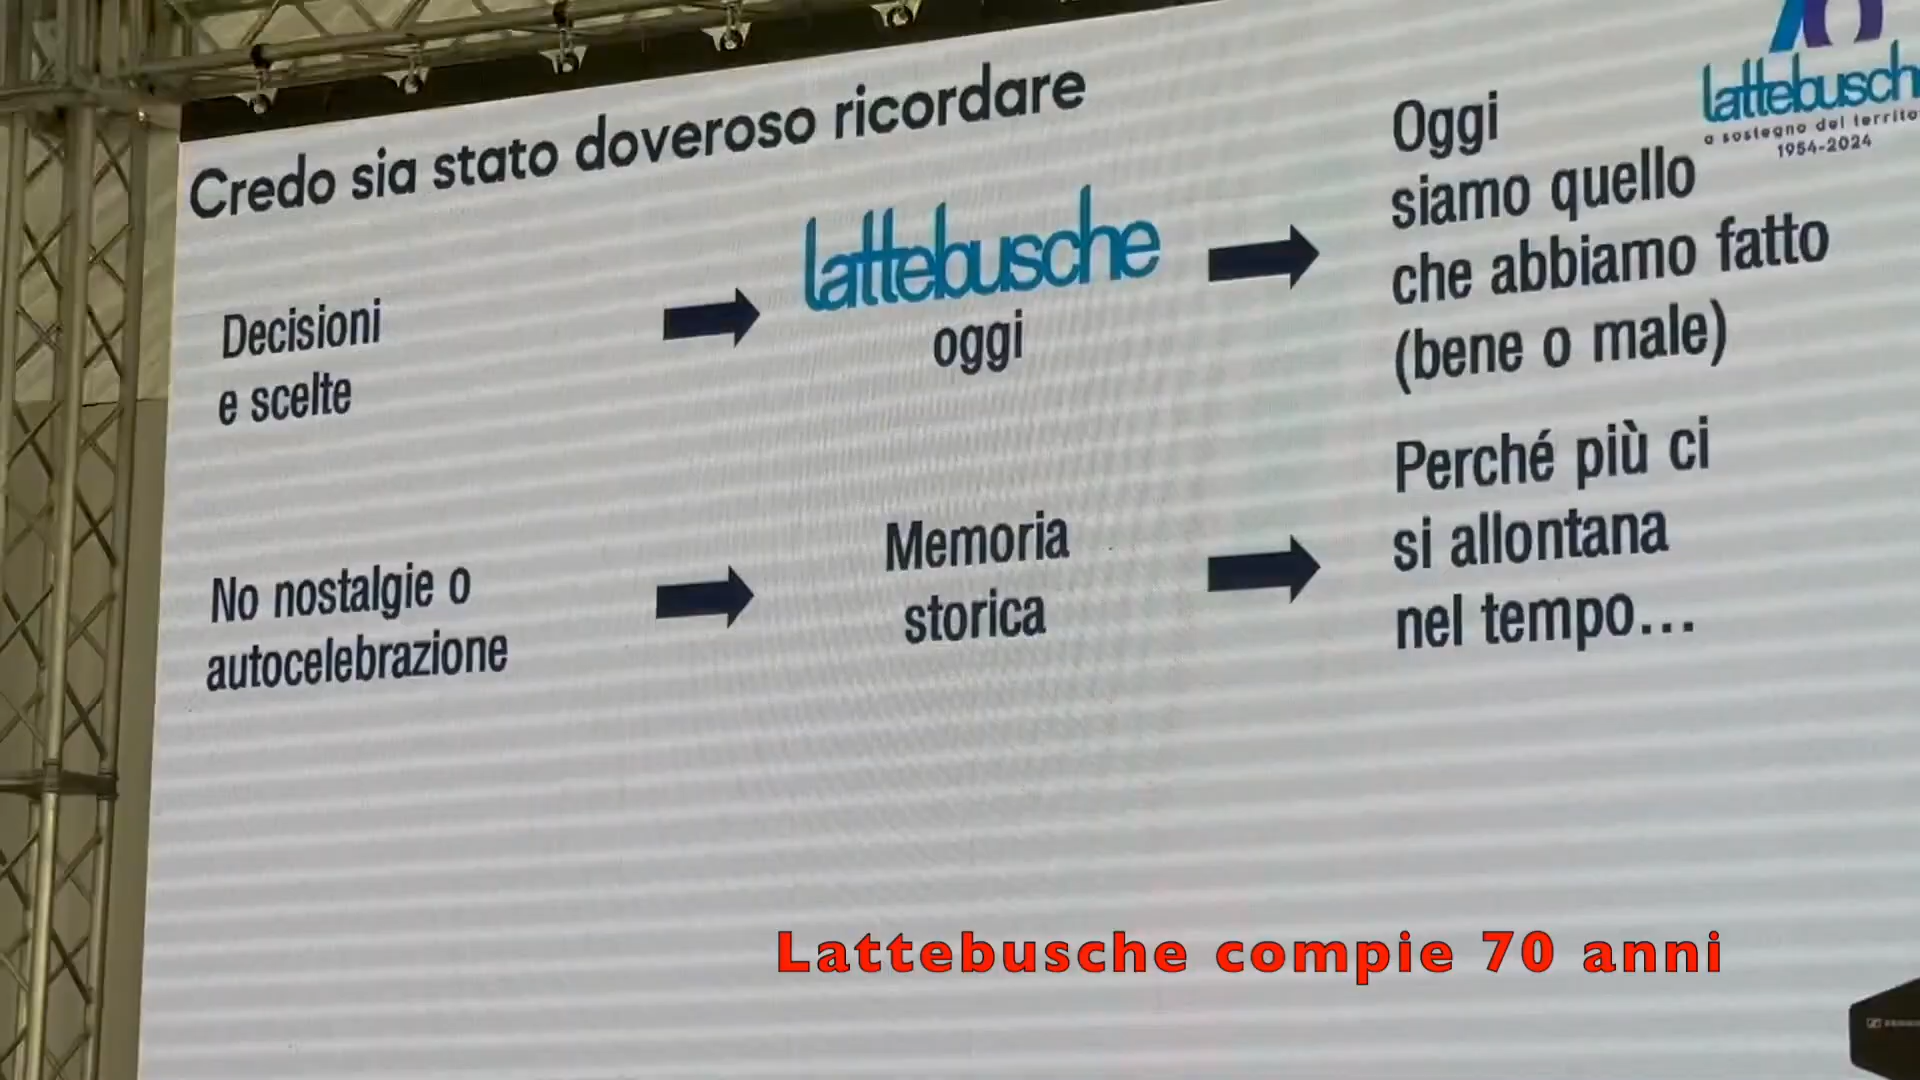 Credo sia stato doveroso ricordare
70
lattebusche
a sostegno del territo
1954-2024
Decisioni
e scelte
lattebusche
oggi
Oggi
siamo quello
che abbiamo fatto
(bene o male)
No nostalgie o
autocelebrazione
Memoria
storica
Perché più ci
si allontana
nel tempo...
Lattebusche compie 70 anni